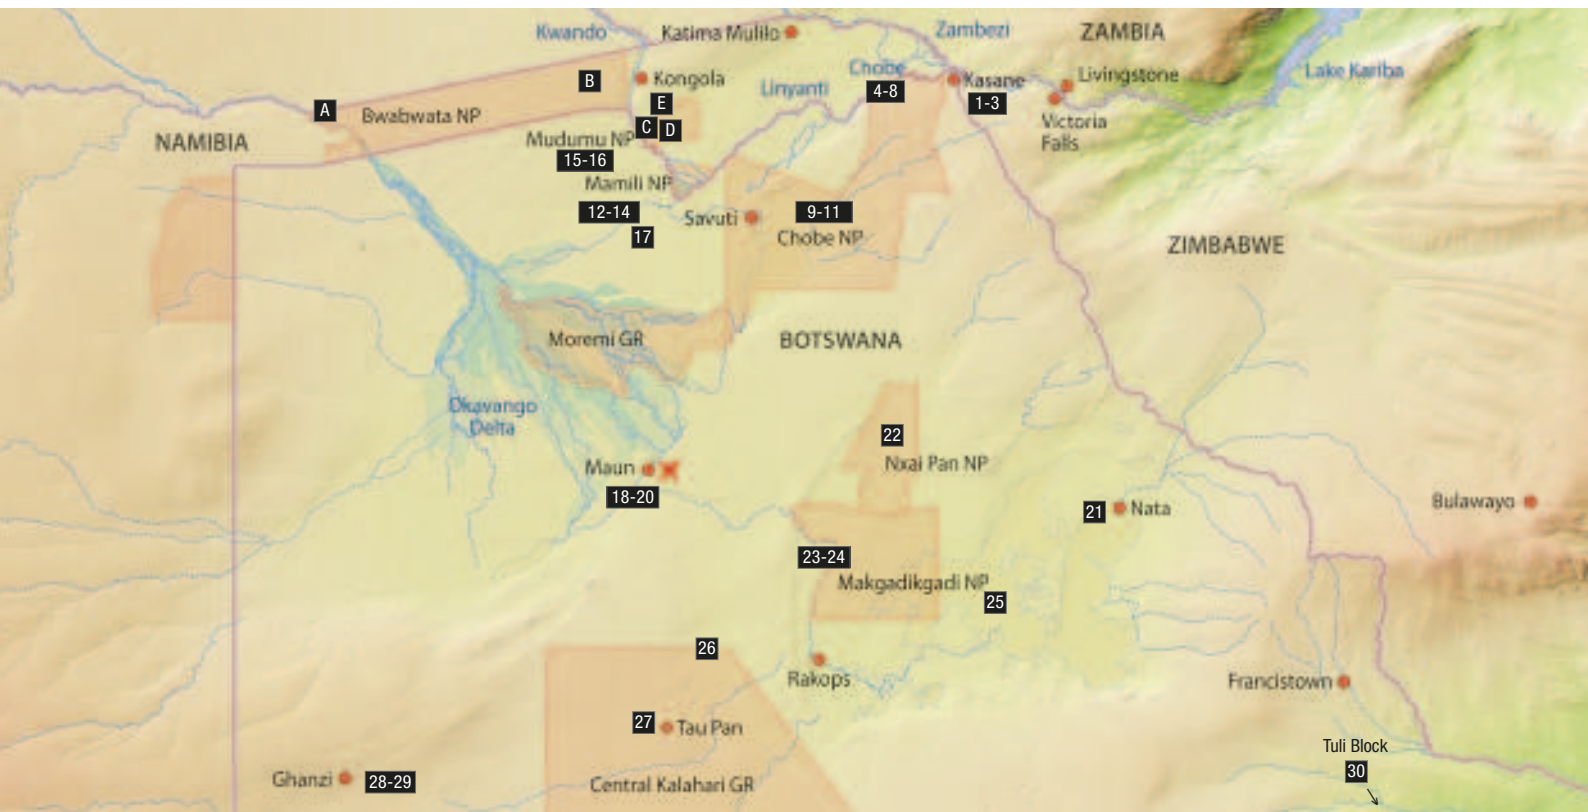 Kwando
Katima Mulilo
Zambezi
ZAMBIA
B
Kongola
Linyanti
Chobe
4-8
Kasane
1-3
Livingstone
Lake Kariba
A
Bwabwata NP
E
C
D
Victoria
Falls
NAMIBIA
Mudumu NP
15-16
Mamili NP
12-14
17
Savuti
9-11
Chobe NP
ZIMBABWE
Moremi GR
BOTSWANA
Okavango
Delta
22
Nxai Pan NP
Maun
18-20
21
Nata
Bulawayo
23-24
Makgadikgadi NP
25
26
Rakops
Francistown
27
Tau Pan
Tuli Block
30
Ghanzi
28-29
Central Kalahari GR